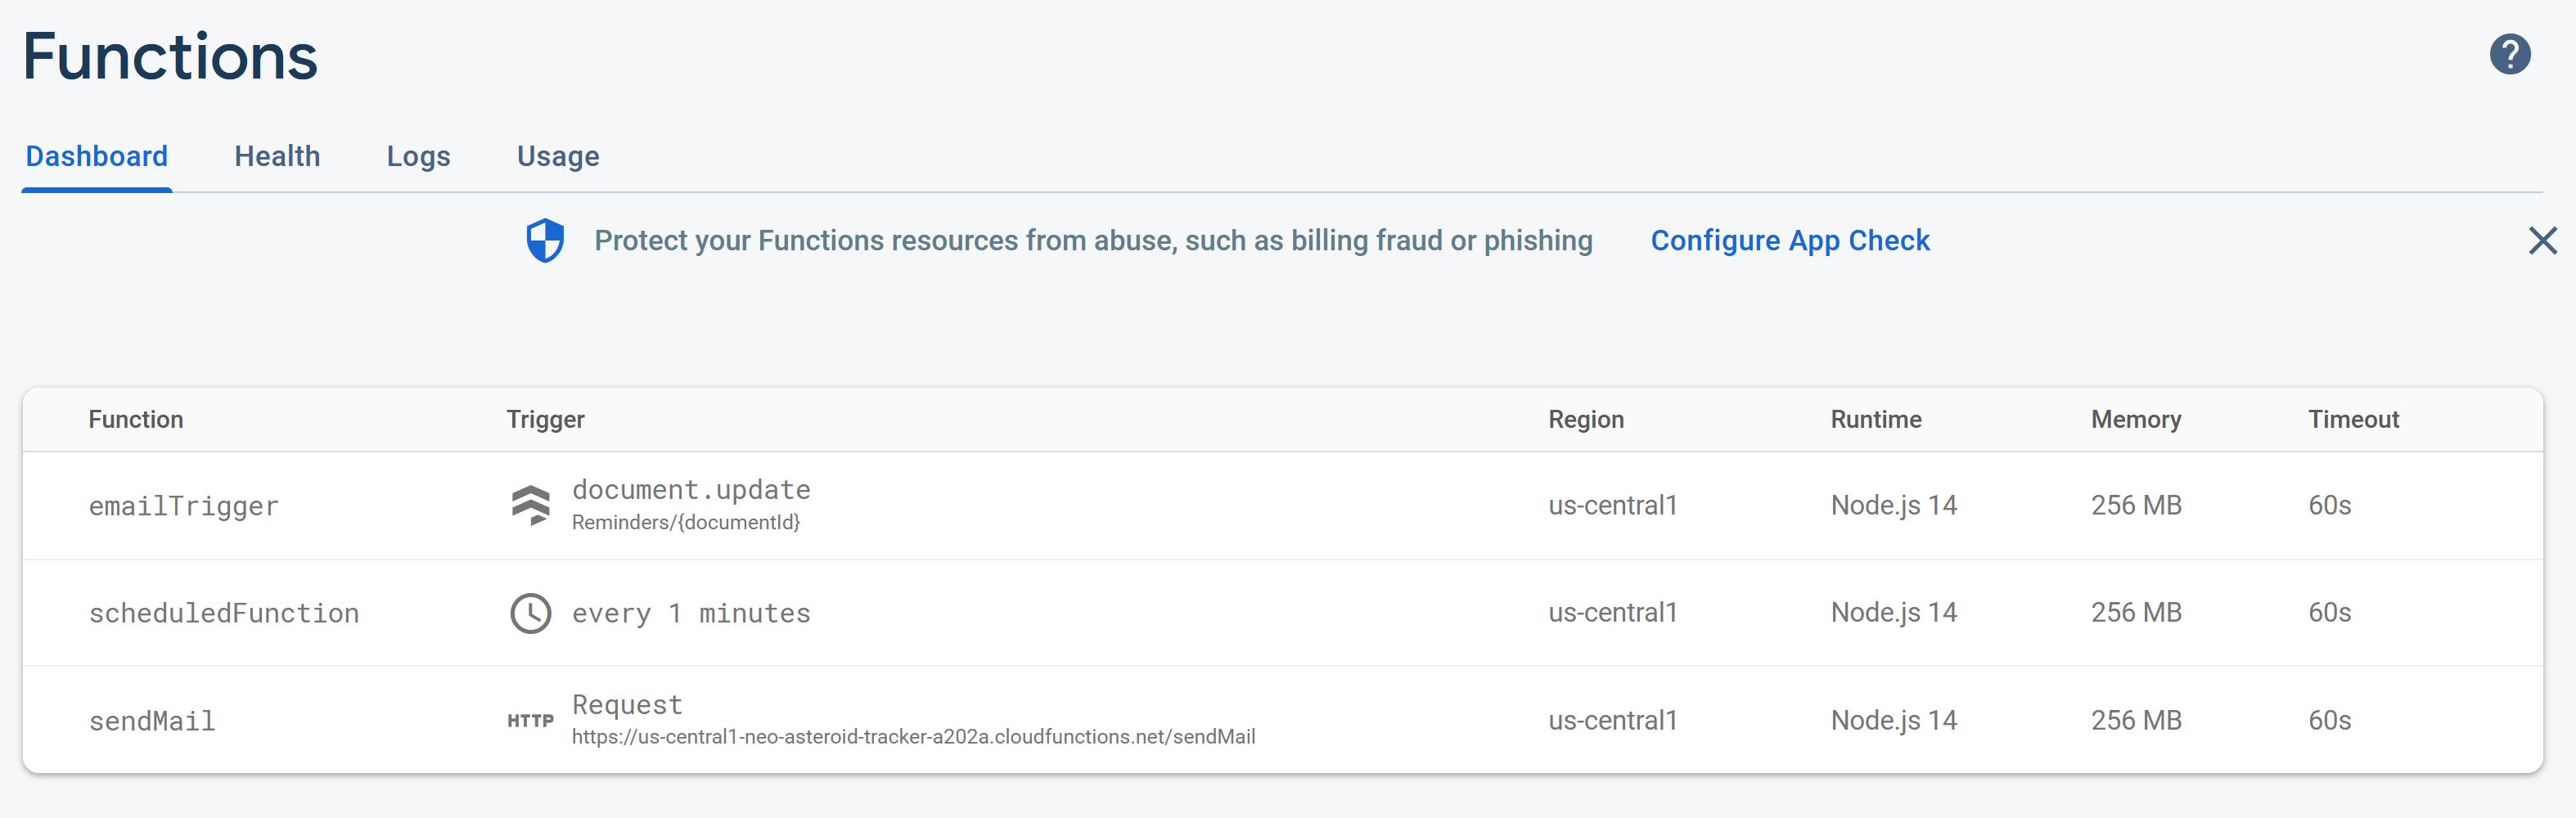 Functions
Dashboard Health Logs Usage
Protect your Functions resources from abuse, such as billing fraud or phishing Configure App Check
Function Trigger Region Runtime Memory Timeout
emailTrigger document.update us-central1 Node.js 14 256 MB 60s
Reminders/{documentId}
scheduledFunction every 1 minutes us-central1 Node.js 14 256 MB 60s
sendMail HTTP Request us-central1 Node.js 14 256 MB 60s
https://us-central1-neo-asteroid-tracker-a202a.cloudfunctions.net/sendMail